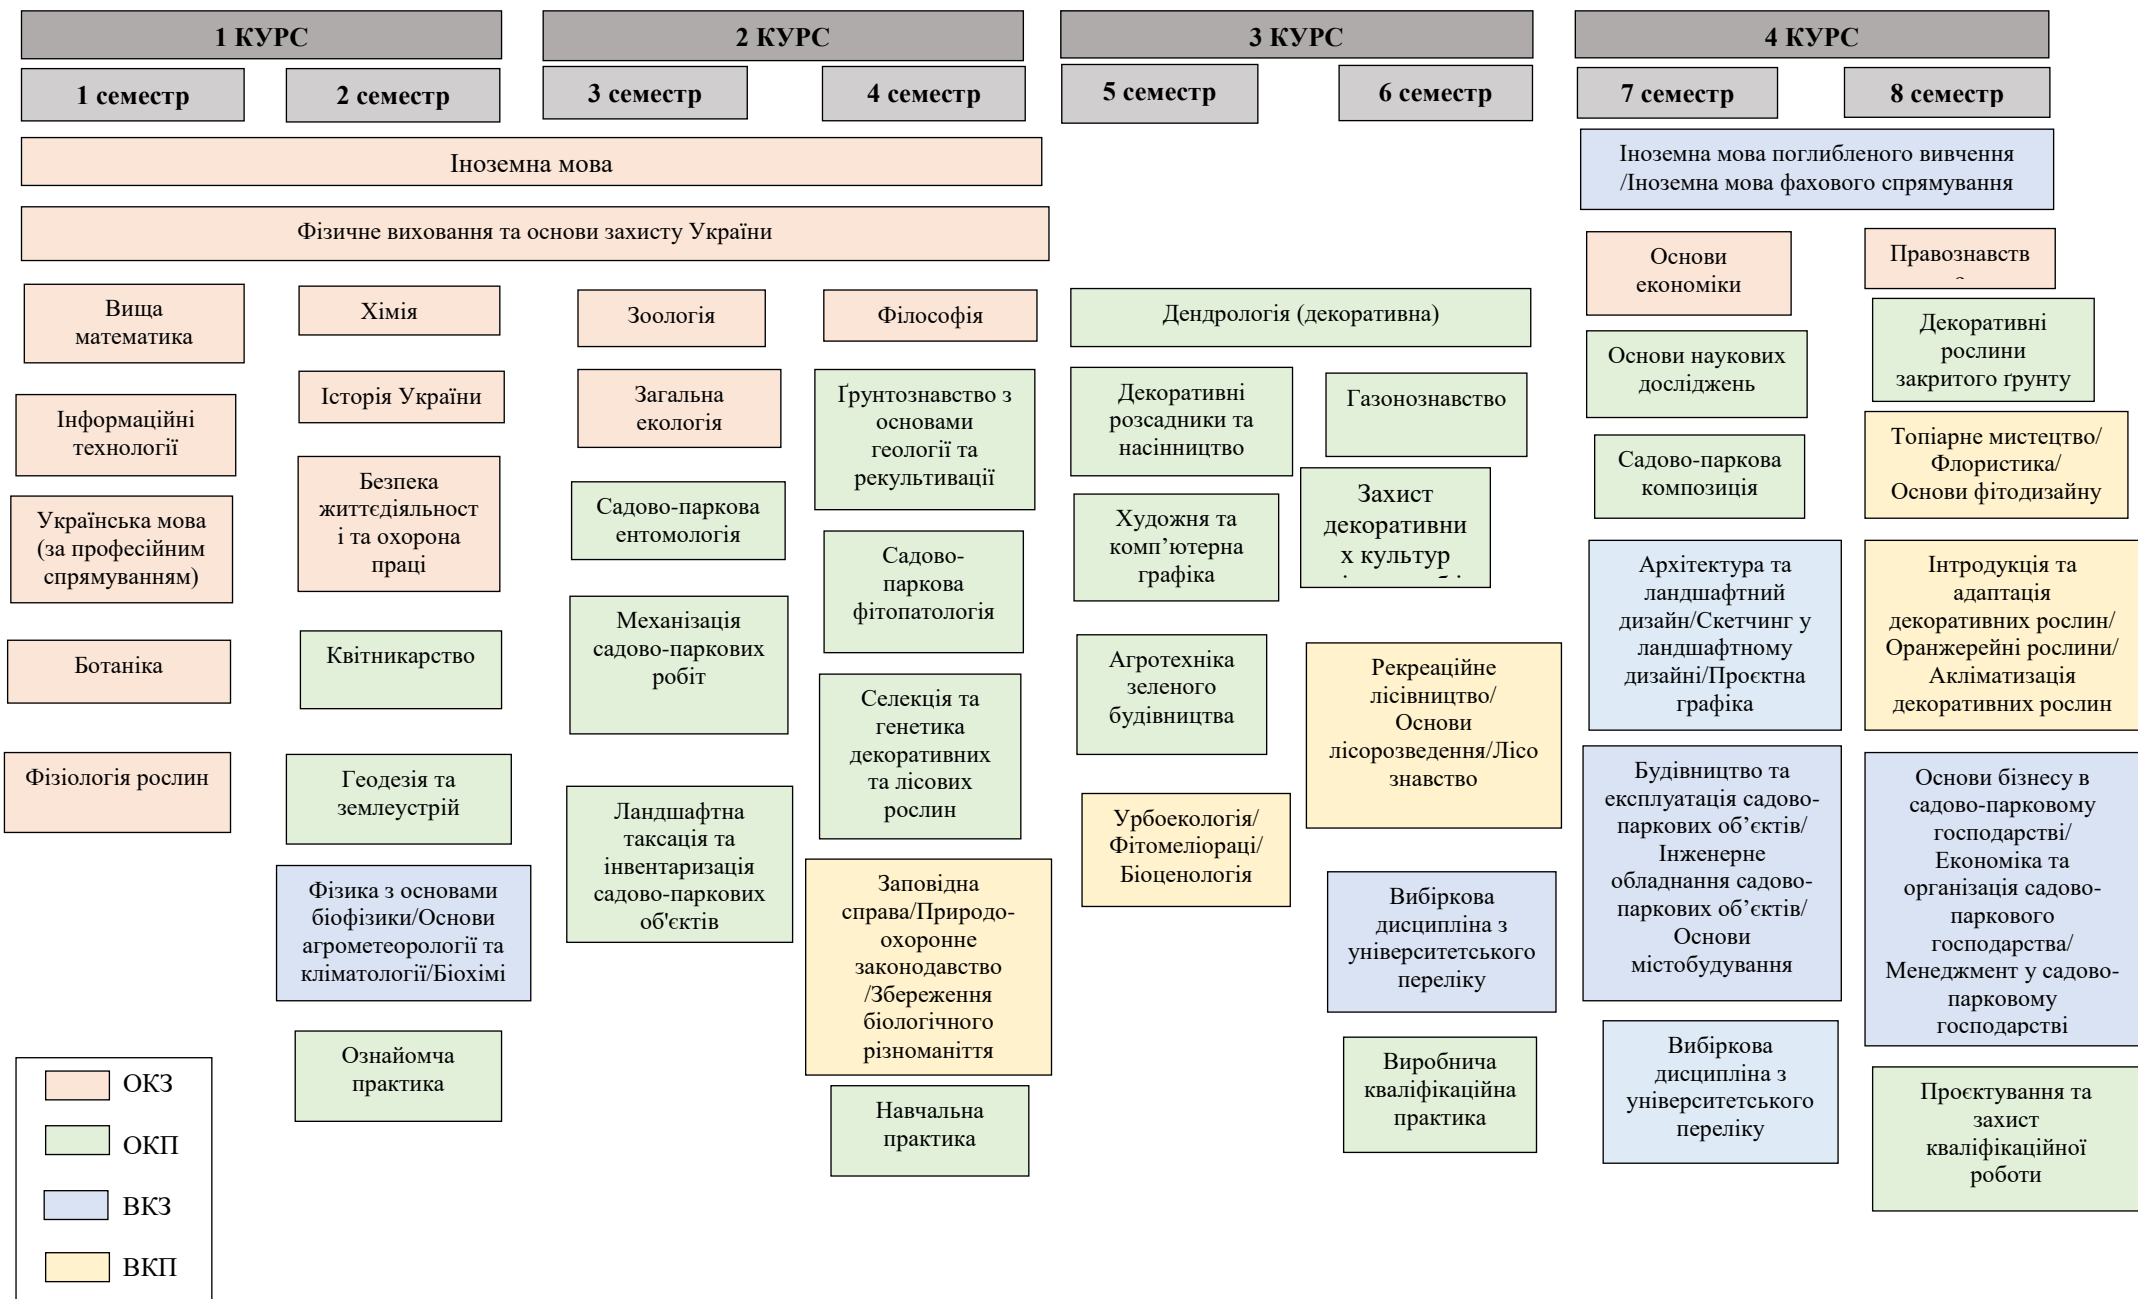 1 КУРС
2 КУРС
3 КУРС
4 КУРС
1 семестр
2 семестр
3 семестр
4 семестр
5 семестр
6 семестр
7 семестр
8 семестр
Іноземна мова
Іноземна мова поглибленого вивчення
/Іноземна мова фахового спрямування
Фізичне виховання та основи захисту України
Вища
математика
Інформаційні
технології
Українська мова
(за професійним
спрямуванням)
Ботаніка
Фізіологія рослин
Хімія
Історія України
Безпека
життєдіяльност
і та охорона
праці
Квітникарство
Геодезія та
землеустрій
Фізика з основами
біофізики/Основи
агрометеорології та
кліматології/Біохімі
Ознайомча
практика
Зоологія
Загальна
екологія
Садово-паркова
ентомологія
Механізація
садово-паркових
робіт
Ландшафтна
таксація та
інвентаризація
садово-паркових
об'єктів
Філософія
Ґрунтознавство з
основами
геології та
рекультивації
Садово-
паркова
фітопатологія
Селекція та
генетика
декоративних
та лісових
рослин
Заповідна
справа/Природо-
охоронне
законодавство
/Збереження
біологічного
різноманіття
Навчальна
практика
Дендрологія (декоративна)
Декоративні
розсадники та
насінництво
Художня та
комп’ютерна
графіка
Агротехніка
зеленого
будівництва
Урбоекологія/
Фітомеліораці/
Біоценологія
Газонознавство
Захист
декоративни
х культур
Рекреаційне
лісівництво/
Основи
лісорозведення/Лісо
знавство
Вибіркова
дисципліна з
університетського
переліку
Виробнича
кваліфікаційна
практика
Основи
економіки
Основи наукових
досліджень
Садово-паркова
композиція
Архітектура та
ландшафтний
дизайн/Скетчинг у
ландшафтному
дизайні/Проєктна
графіка
Будівництво та
експлуатація садово-
паркових об’єктів/
Інженерне
обладнання садово-
паркових об’єктів/
Основи
містобудування
Вибіркова
дисципліна з
університетського
переліку
Правознавств
Декоративні
рослини
закритого ґрунту
Топіарне мистецтво/
Флористика/
Основи фітодизайну
Інтродукція та
адаптація
декоративних рослин/
Оранжерейні рослини/
Акліматизація
декоративних рослин
Основи бізнесу в
садово-парковому
господарстві/
Економіка та
організація садово-
паркового
господарства/
Менеджмент у садово-
парковому
господарстві
Проєктування та
захист
кваліфікаційної
роботи
ОКЗ
ОКП
ВКЗ
ВКП